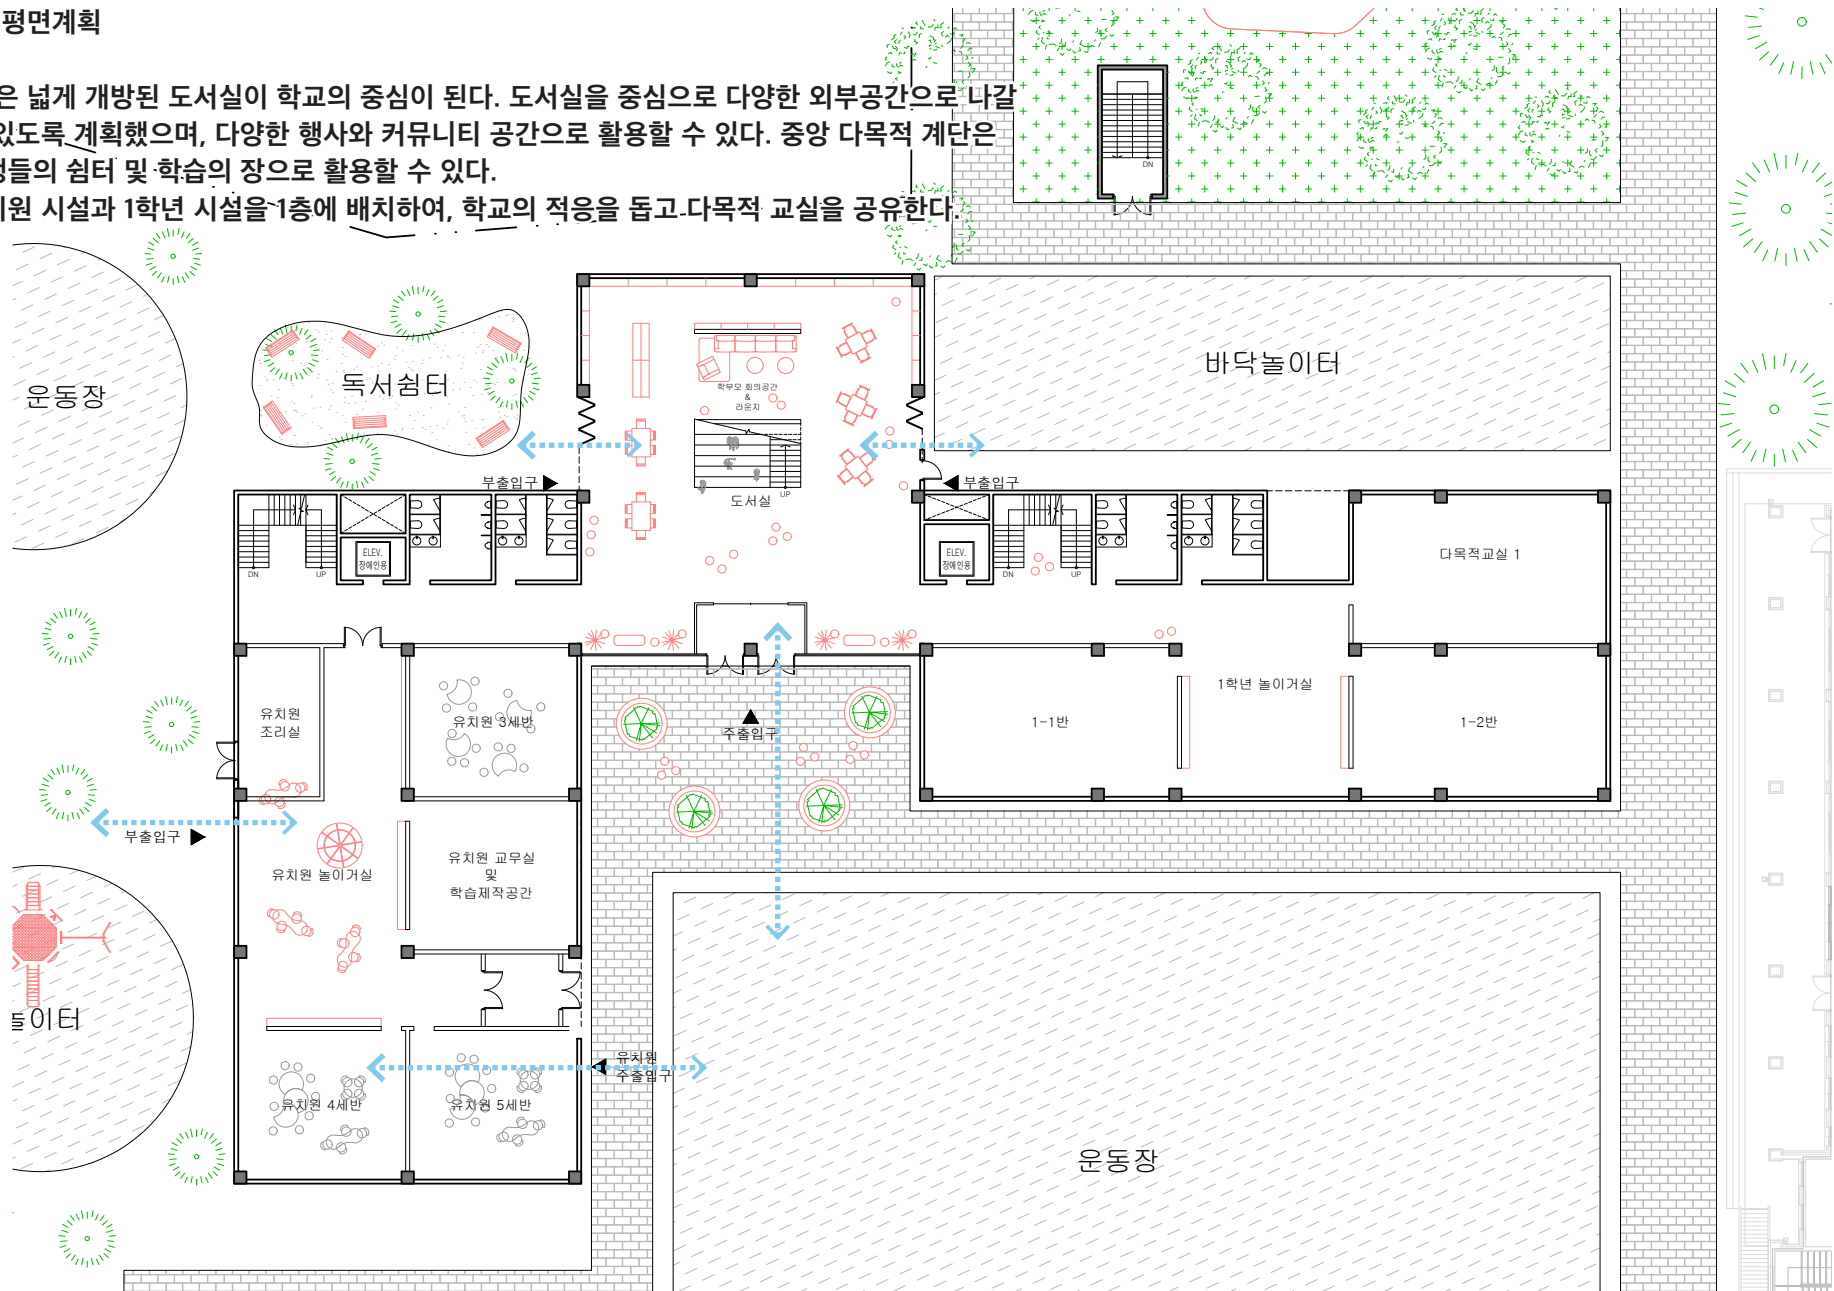 평면계획
은 넓게 개방된 도서실이 학교의 중심이 된다. 도서실을 중심으로 다양한 외부공간으로 나갈
있도록 계획했으며, 다양한 행사와 커뮤니티 공간으로 활용할 수 있다. 중앙 다목적 계단은
들의 쉼터 및 학습의 장으로 활용할 수 있다.
원 시설과 1학년 시설을 1층에 배치하여, 학교의 적응을 돕고 다목적 교실을 공유한다.
DN
운동장
독서쉼터
바닥놀이터
학부모 회의공간
&
라운지
도서실
UP
부출입구
부출입구
ELEV.
장애인용
DN
UP
ELEV.
장애인용
DN
UP
다목적교실 1
유치원
조리실
유치원 3세반
주출입구
1-1반
1학년 놀이거실
1-2반
부출입구
유치원 놀이거실
유치원 교무실
및
학습제작공간
이터
유치원
주출입구
유치원 4세반
유치원 5세반
운동장